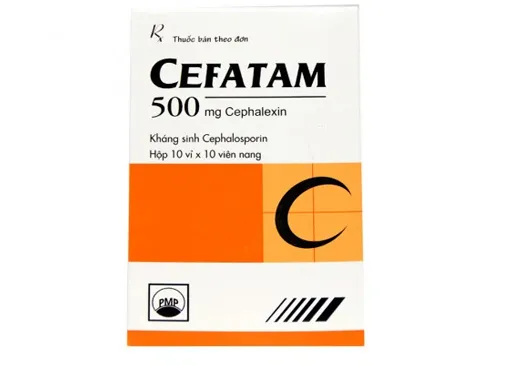 ℞ Thuốc bán theo đơn
CEFATAM
500 mg Cephalexin
Kháng sinh Cephalosporin
Hộp 10 vỉ x 10 viên nang
PMP